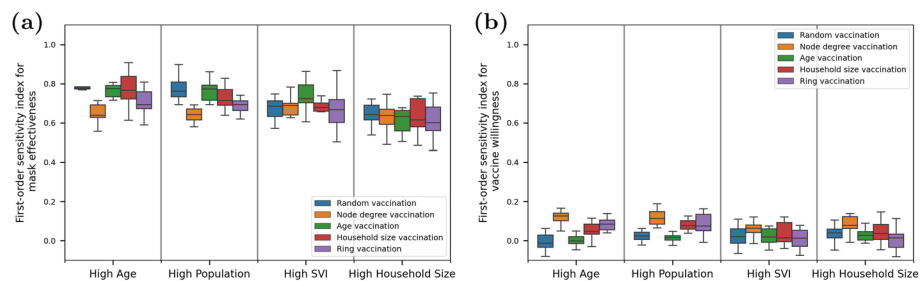 (a)
First-order sensitivity index for
mask effectiveness
1.0
0.8
0.6
0.4
0.2
0.0
Random vaccination
Node degree vaccination
Age vaccination
Household size vaccination
Ring vaccination
High Age
High Population
High SVI
High Household Size
(b)
First-order sensitivity index for
vaccine willingness
1.0
0.8
0.6
0.4
0.2
0.0
Random vaccination
Node degree vaccination
Age vaccination
Household size vaccination
Ring vaccination
High Age
High Population
High SVI
High Household Size